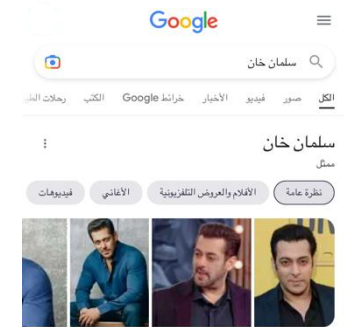 Google
سلمان خان
الكل صور فيديو الأخبار خرائط Google الكتب رحلات
سلمان خان
ممثل
نظرة عامة الأفلام والعروض التلفزيونية الأغاني فيديوهات